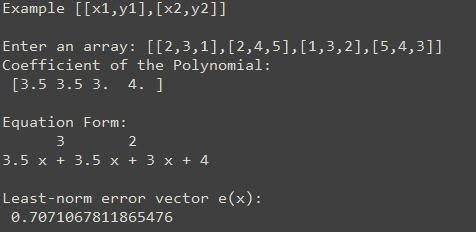 Example [[x1,y1],[x2,y2]]
Enter an array: [[2,3,1],[2,4,5],[1,3,2],[5,4,3]]
Coefficient of the Polynomial:
[3.5 3.5 3.  4. ]
Equation Form:
3       2
3.5 x + 3.5 x + 3 x + 4
Least-norm error vector e(x):
0.7071067811865476